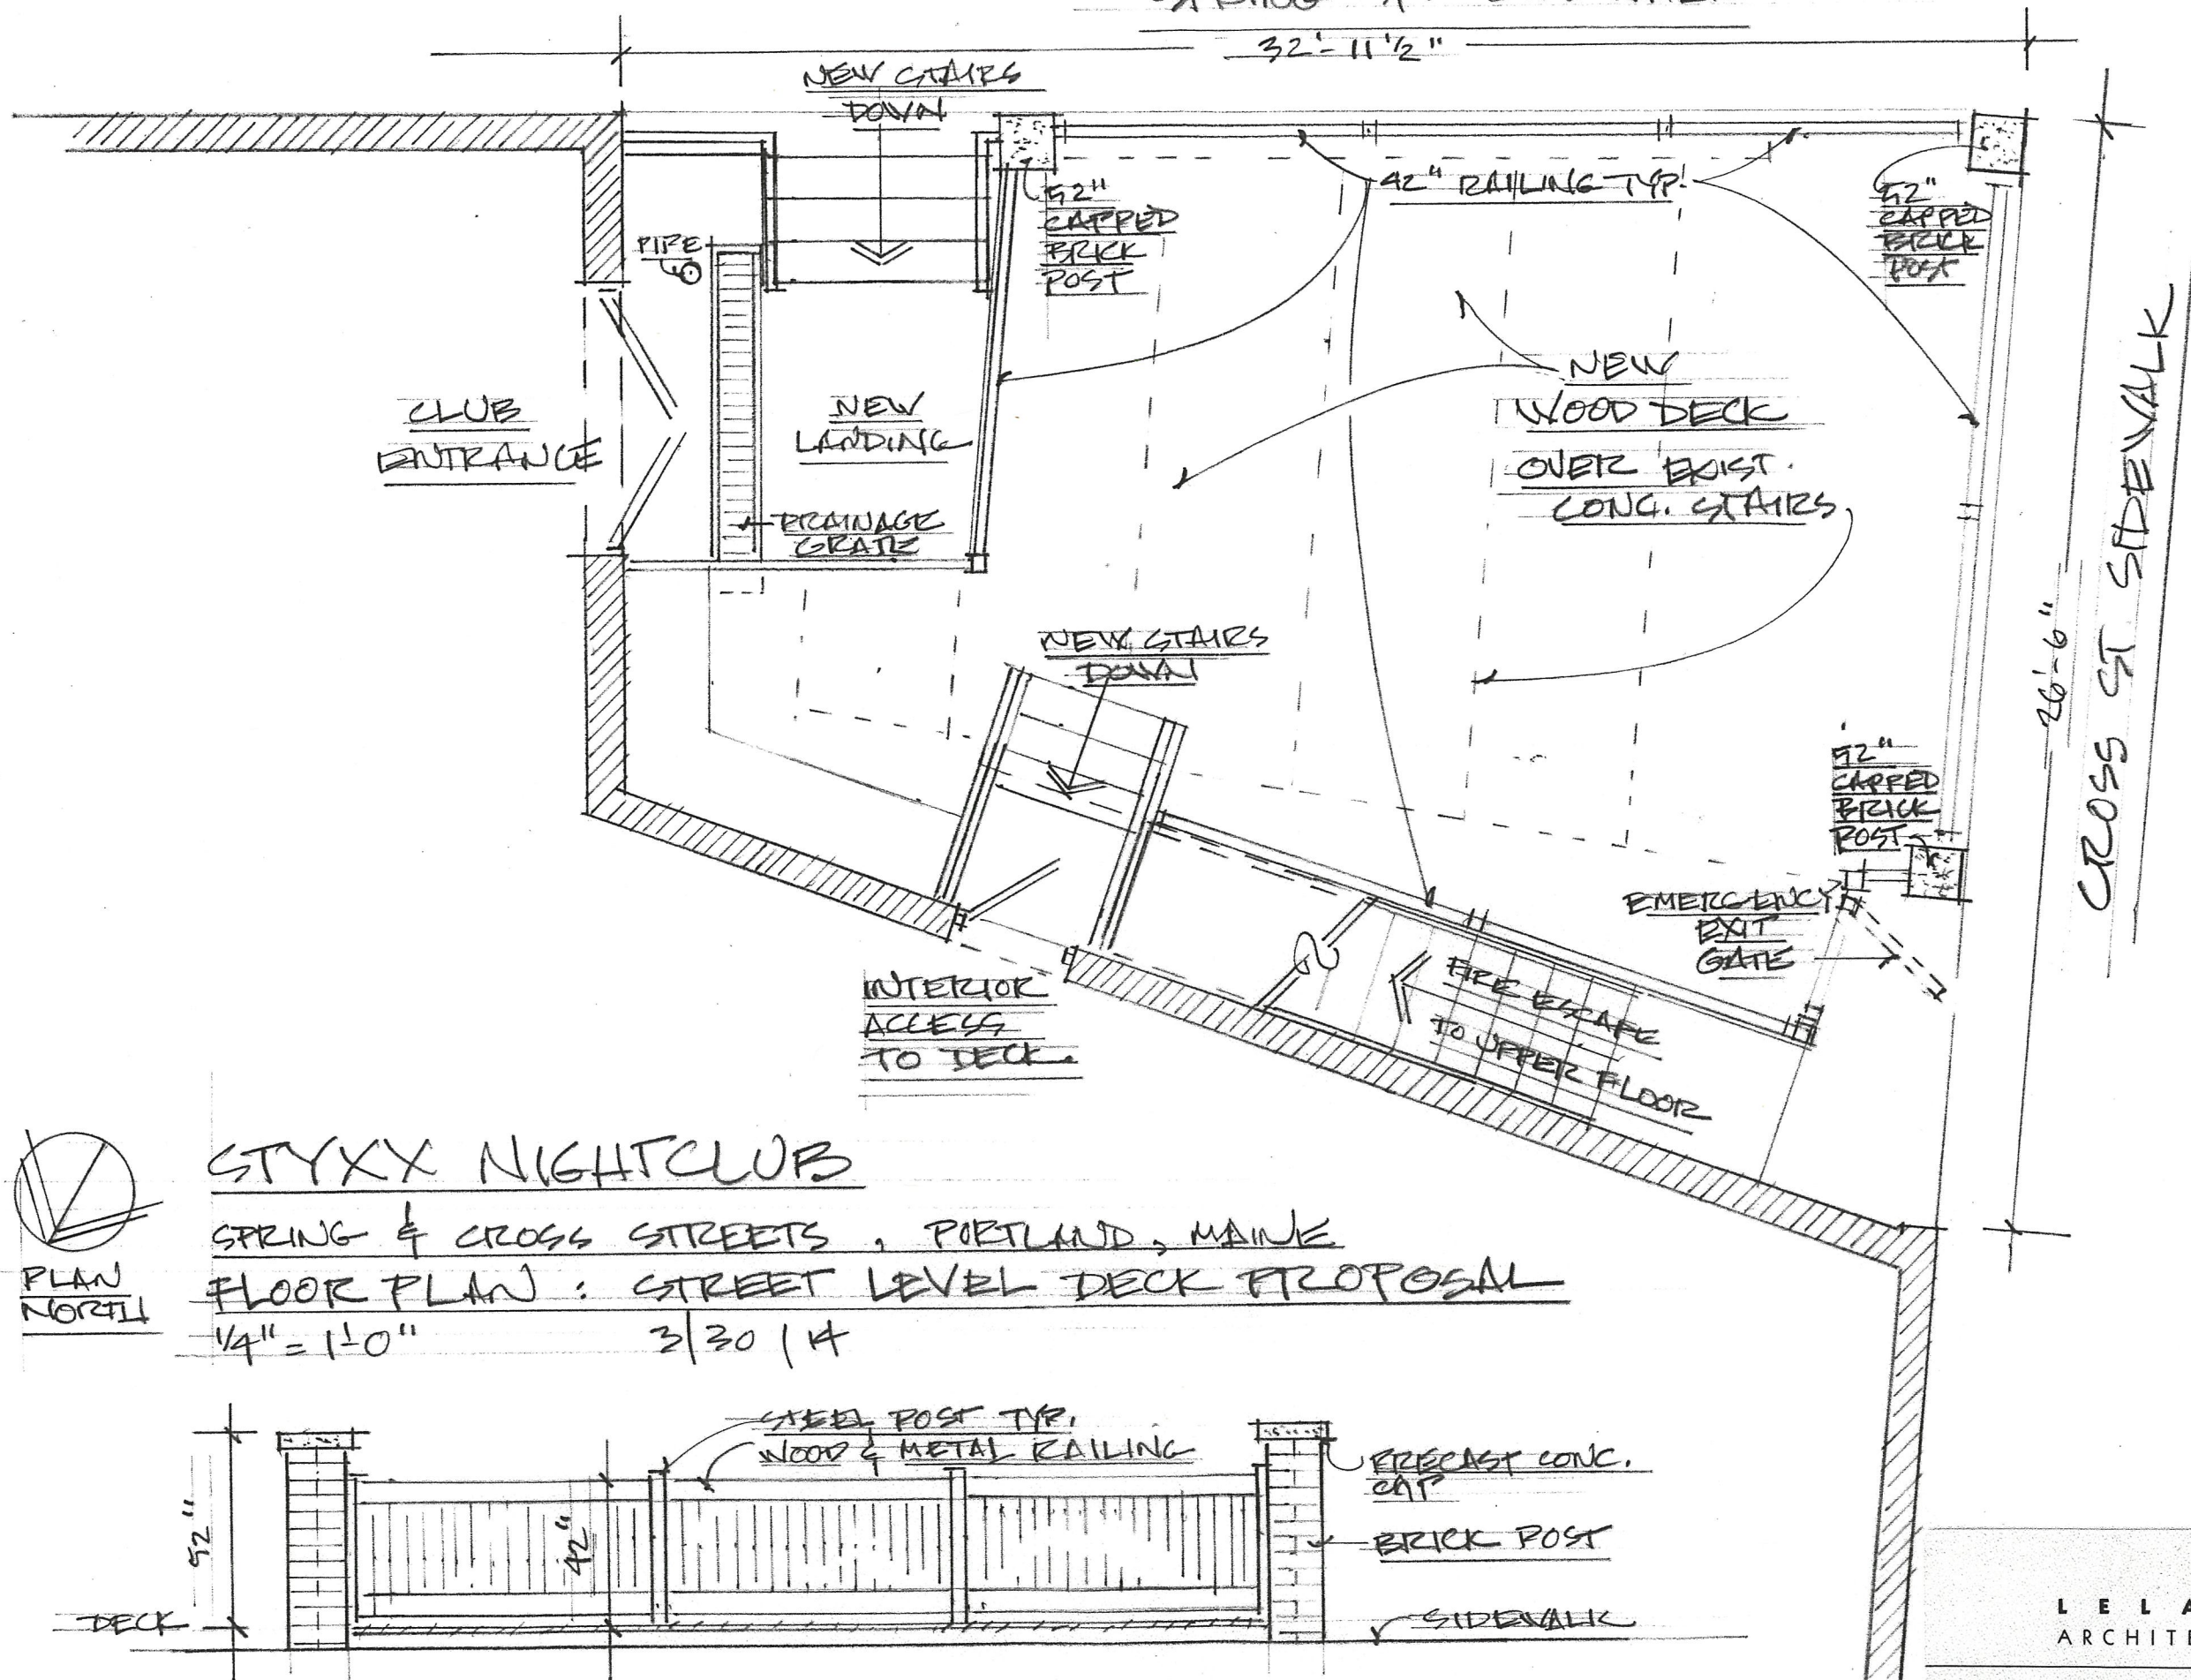 32'-11 1/2"
NEW STAIRS
DOWN
52"
CAPPED
BRICK
POST
42" RAILING TYP.
52"
CAPPED
BRICK
POST
PIPE
CLUB
ENTRANCE
NEW
LANDING
NEW
WOOD DECK
OVER EXIST.
CONC. STAIRS
DRAINAGE
GRATE
CROSS ST SIDEWALK
26'-6"
NEW STAIRS
DOWN
52"
CAPPED
BRICK
POST
EMERGENCY
EXIT
GATE
INTERIOR
ACCESS
TO DECK.
FIRE ESCAPE
TO UPPER FLOOR
PLAN
NORTH
STYXX NIGHTCLUB
SPRING & CROSS STREETS, PORTLAND, MAINE
FLOOR PLAN: STREET LEVEL DECK PROPOSAL
1/4" = 1'-0" 3/30/14
STEEL POST TYP.
WOOD & METAL RAILING
PRECAST CONC.
CAP
BRICK POST
52"
42"
DECK
SIDEWALK
LELA
ARCHITE